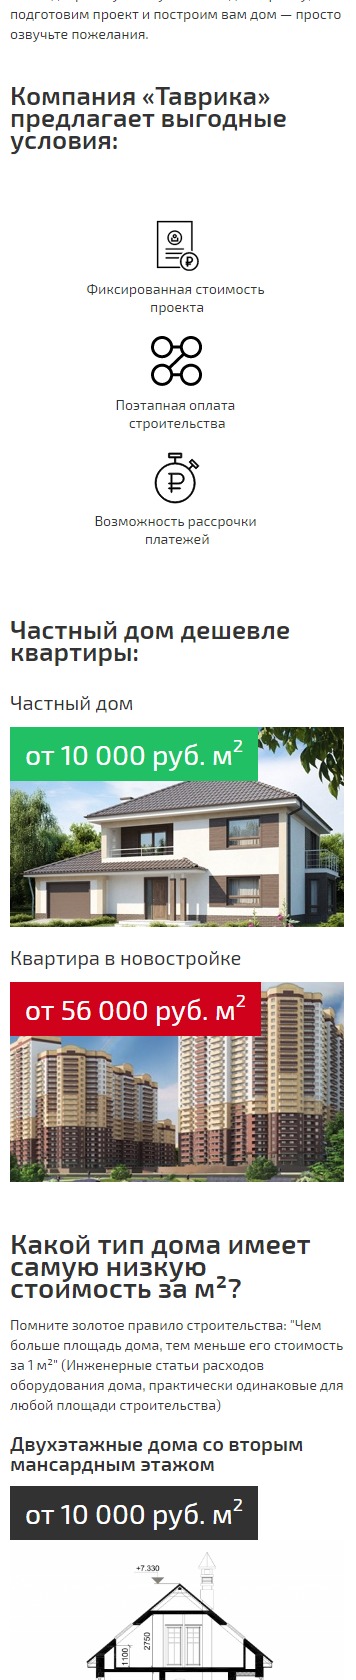 подготовим проект и построим вам дом — просто
озвучьте пожелания.
Компания «Таврика»
предлагает выгодные
условия:
Фиксированная стоимость
проекта
Поэтапная оплата
строительства
Возможность рассрочки
платежей
Частный дом дешевле
квартиры:
Частный дом
от 10 000 руб. м²
Квартира в новостройке
от 56 000 руб. м²
Какой тип дома имеет
самую низкую
стоимость за м²?
Помните золотое правило строительства: "Чем
больше площадь дома, тем меньше его стоимость
за 1 м²" (Инженерные статьи расходов
оборудования дома, практически одинаковые для
любой площади строительства)
Двухэтажные дома со вторым
мансардным этажом
от 10 000 руб. м²
+7.330
2750
1100